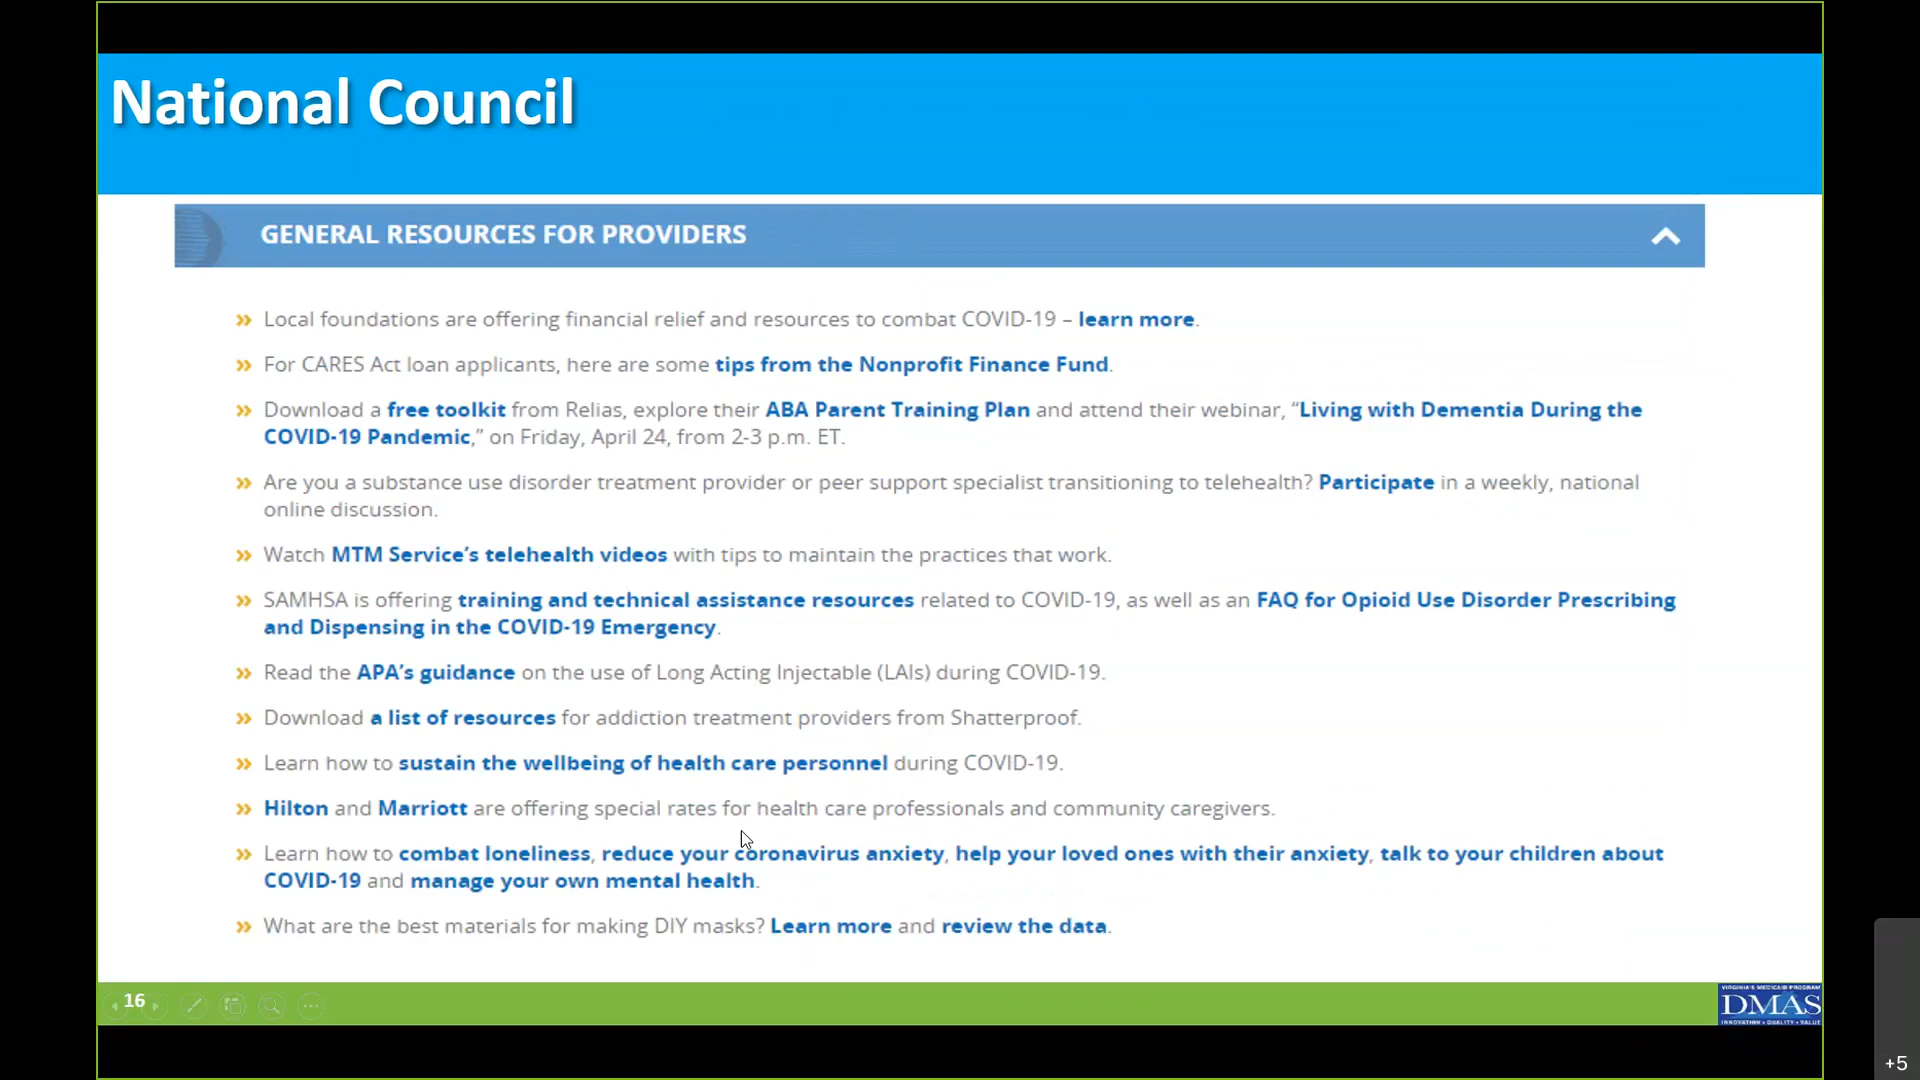 National Council
GENERAL RESOURCES FOR PROVIDERS
» Local foundations are offering financial relief and resources to combat COVID-19 – learn more.
» For CARES Act loan applicants, here are some tips from the Nonprofit Finance Fund.
» Download a free toolkit from Relias, explore their ABA Parent Training Plan and attend their webinar, “Living with Dementia During the
COVID-19 Pandemic,” on Friday, April 24, from 2-3 p.m. ET.
» Are you a substance use disorder treatment provider or peer support specialist transitioning to telehealth? Participate in a weekly, national
online discussion.
» Watch MTM Service’s telehealth videos with tips to maintain the practices that work.
» SAMHSA is offering training and technical assistance resources related to COVID-19, as well as an FAQ for Opioid Use Disorder Prescribing
and Dispensing in the COVID-19 Emergency.
» Read the APA’s guidance on the use of Long Acting Injectable (LAIs) during COVID-19.
» Download a list of resources for addiction treatment providers from Shatterproof.
» Learn how to sustain the wellbeing of health care personnel during COVID-19.
» Hilton and Marriott are offering special rates for health care professionals and community caregivers.
» Learn how to combat loneliness, reduce your coronavirus anxiety, help your loved ones with their anxiety, talk to your children about
COVID-19 and manage your own mental health.
» What are the best materials for making DIY masks? Learn more and review the data.
16
VIRGINIA'S MEDICAID PROGRAM
DMAS
INNOVATION • QUALITY • VALUE
+5